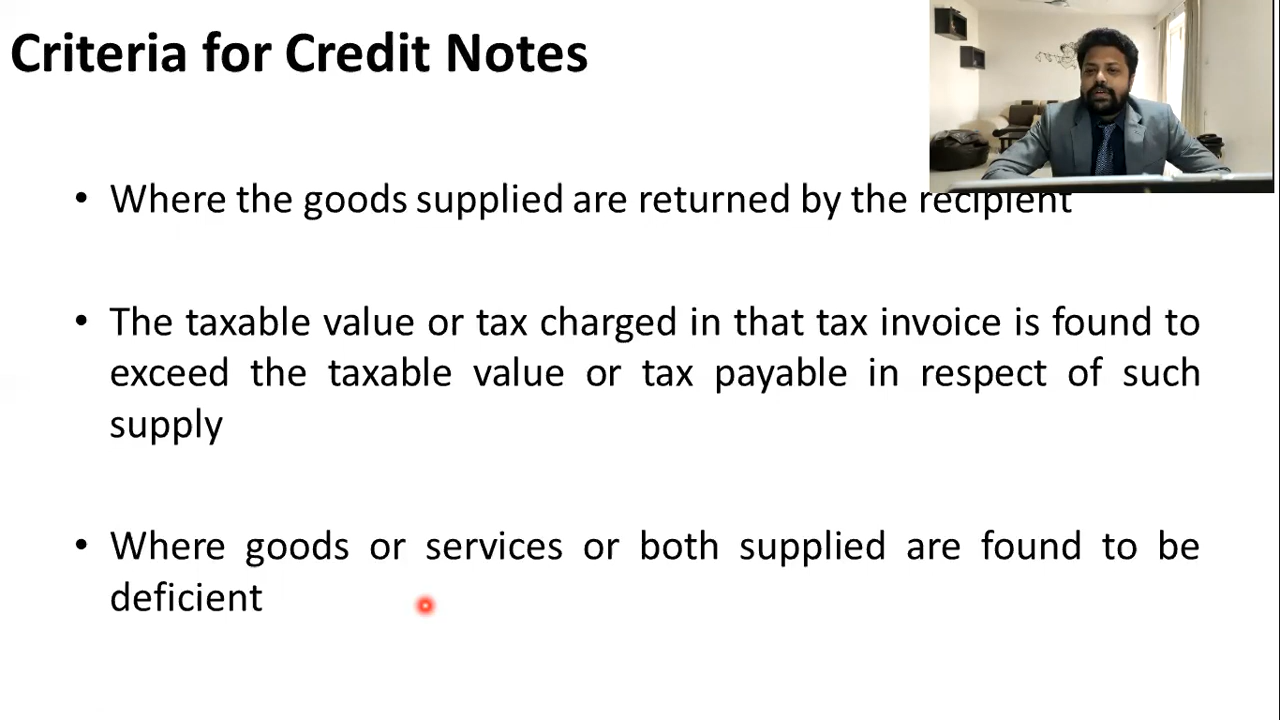 Criteria for Credit Notes
• Where the goods supplied are returned by the recipient
• The taxable value or tax charged in that tax invoice is found to
exceed the taxable value or tax payable in respect of such
supply
• Where goods or services or both supplied are found to be
deficient